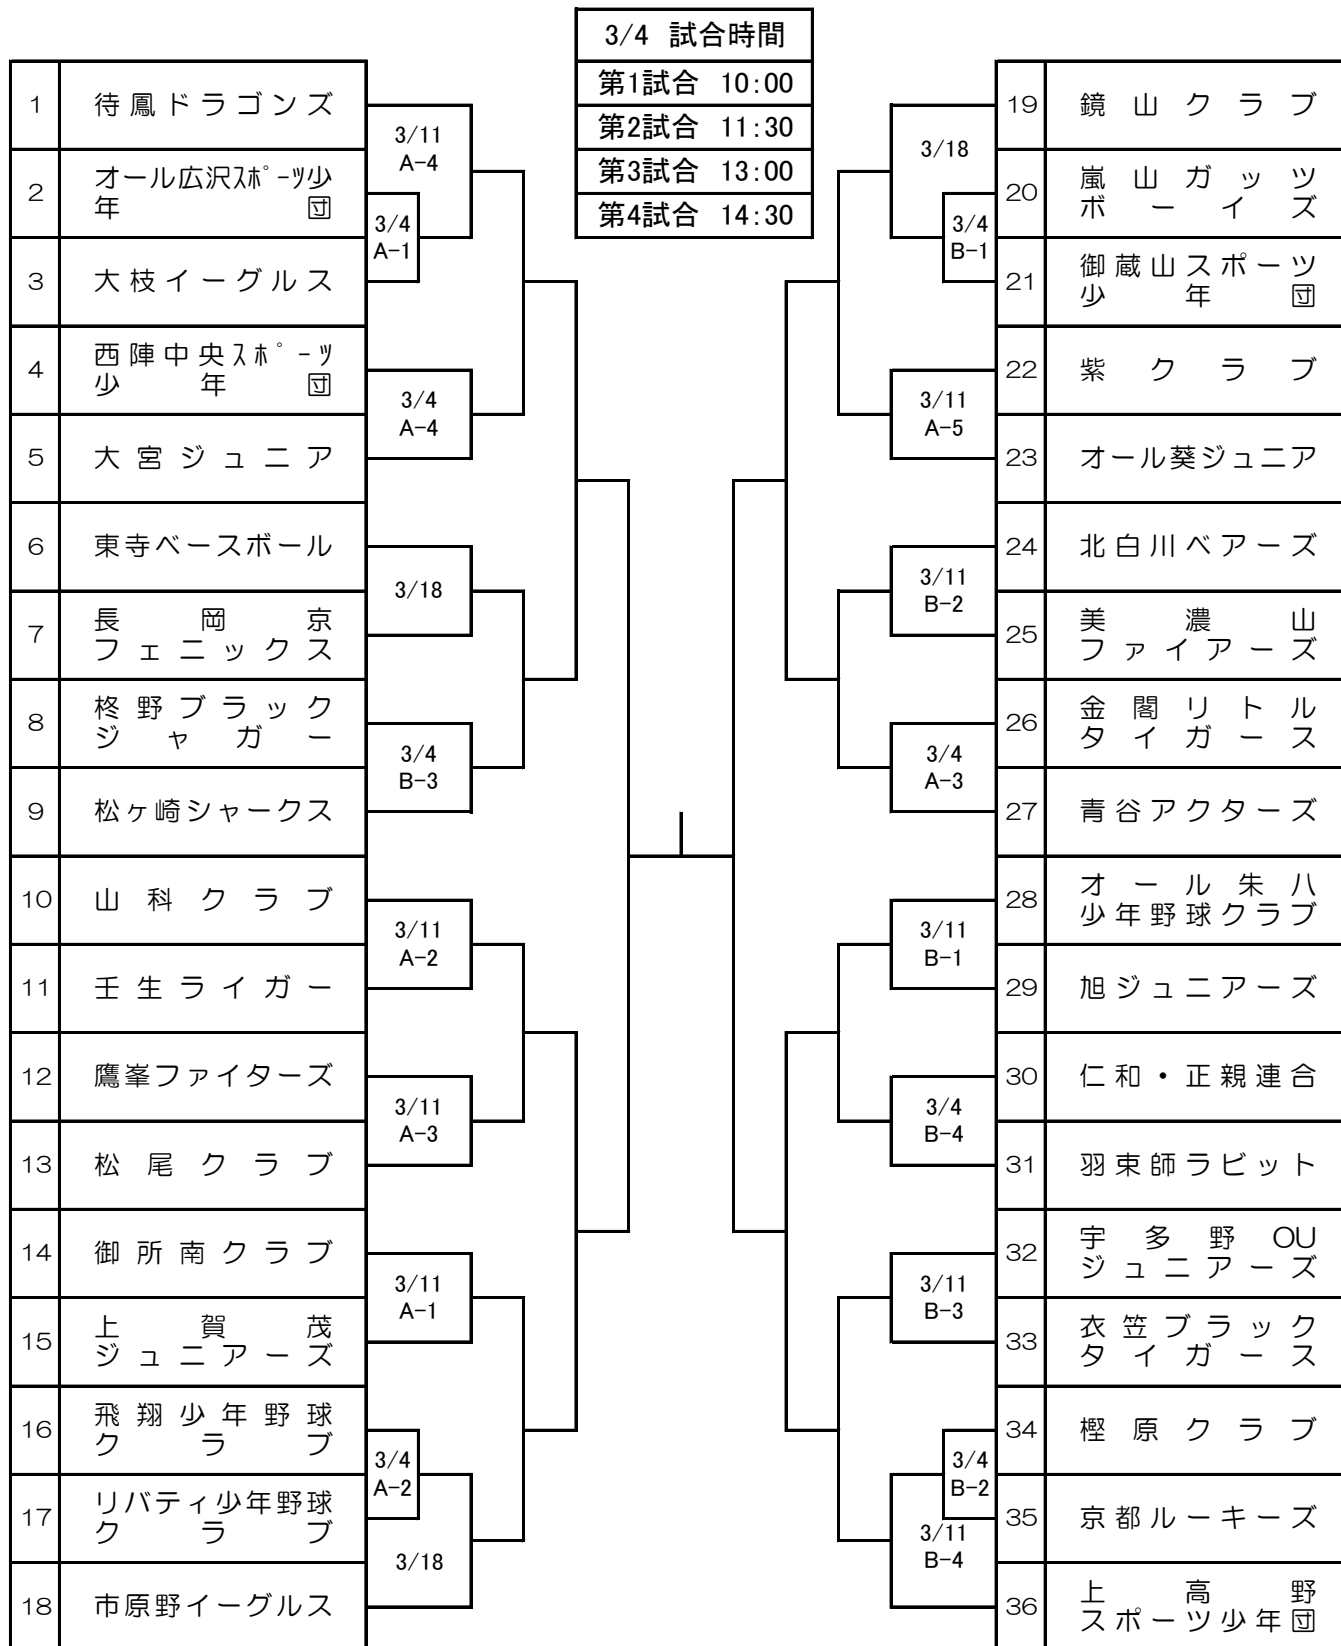 3/4 試合時間
第1試合 10:00
第2試合 11:30
第3試合 13:00
第4試合 14:30
1 待鳳ドラゴンズ
2 オール広沢ｽﾎﾟｰﾂ少
年団
3 大枝イーグルス
4 西陣中央ｽﾎﾟｰﾂ
少年団
5 大宮ジュニア
6 東寺ベースボール
7 長岡京
フェニックス
8 柊野ブラック
ジャガー
9 松ヶ崎シャークス
10 山科クラブ
11 壬生ライガー
12 鷹峯ファイターズ
13 松尾クラブ
14 御所南クラブ
15 上賀茂
ジュニアーズ
16 飛翔少年野球
クラブ
17 リバティ少年野球
クラブ
18 市原野イーグルス
3/11
A-4
3/4
A-1
3/4
A-4
3/18
3/4
B-3
3/11
A-2
3/11
A-3
3/11
A-1
3/4
A-2
3/18
3/18
3/4
B-1
3/11
A-5
3/11
B-2
3/4
A-3
3/11
B-1
3/4
B-4
3/11
B-3
3/4
B-2
3/11
B-4
19 鏡山クラブ
20 嵐山ガッツ
ボーイズ
21 御蔵山スポーツ
少年団
22 紫クラブ
23 オール葵ジュニア
24 北白川ベアーズ
25 美濃山
ファイアーズ
26 金閣リトル
タイガース
27 青谷アクターズ
28 オール朱八
少年野球クラブ
29 旭ジュニアーズ
30 仁和・正親連合
31 羽束師ラビット
32 宇多野OU
ジュニアーズ
33 衣笠ブラック
タイガース
34 樫原クラブ
35 京都ルーキーズ
36 上高野
スポーツ少年団